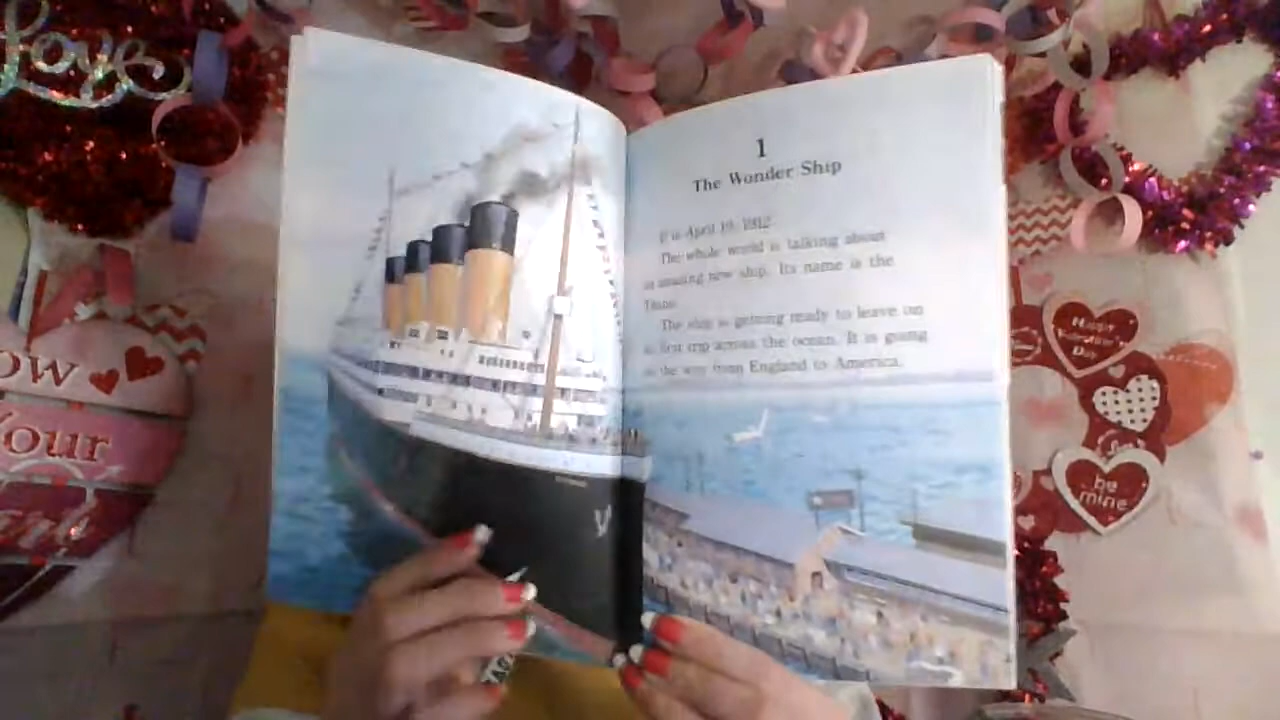 Love
1
The Wonder Ship
It is April 10, 1912.
The whole world is talking about
an amazing new ship. Its name is the
Titanic.
The ship is getting ready to leave on
its first trip across the ocean. It is going
all the way from England to America.
Happy
Valentine's
Day
ow
Your
be
mine